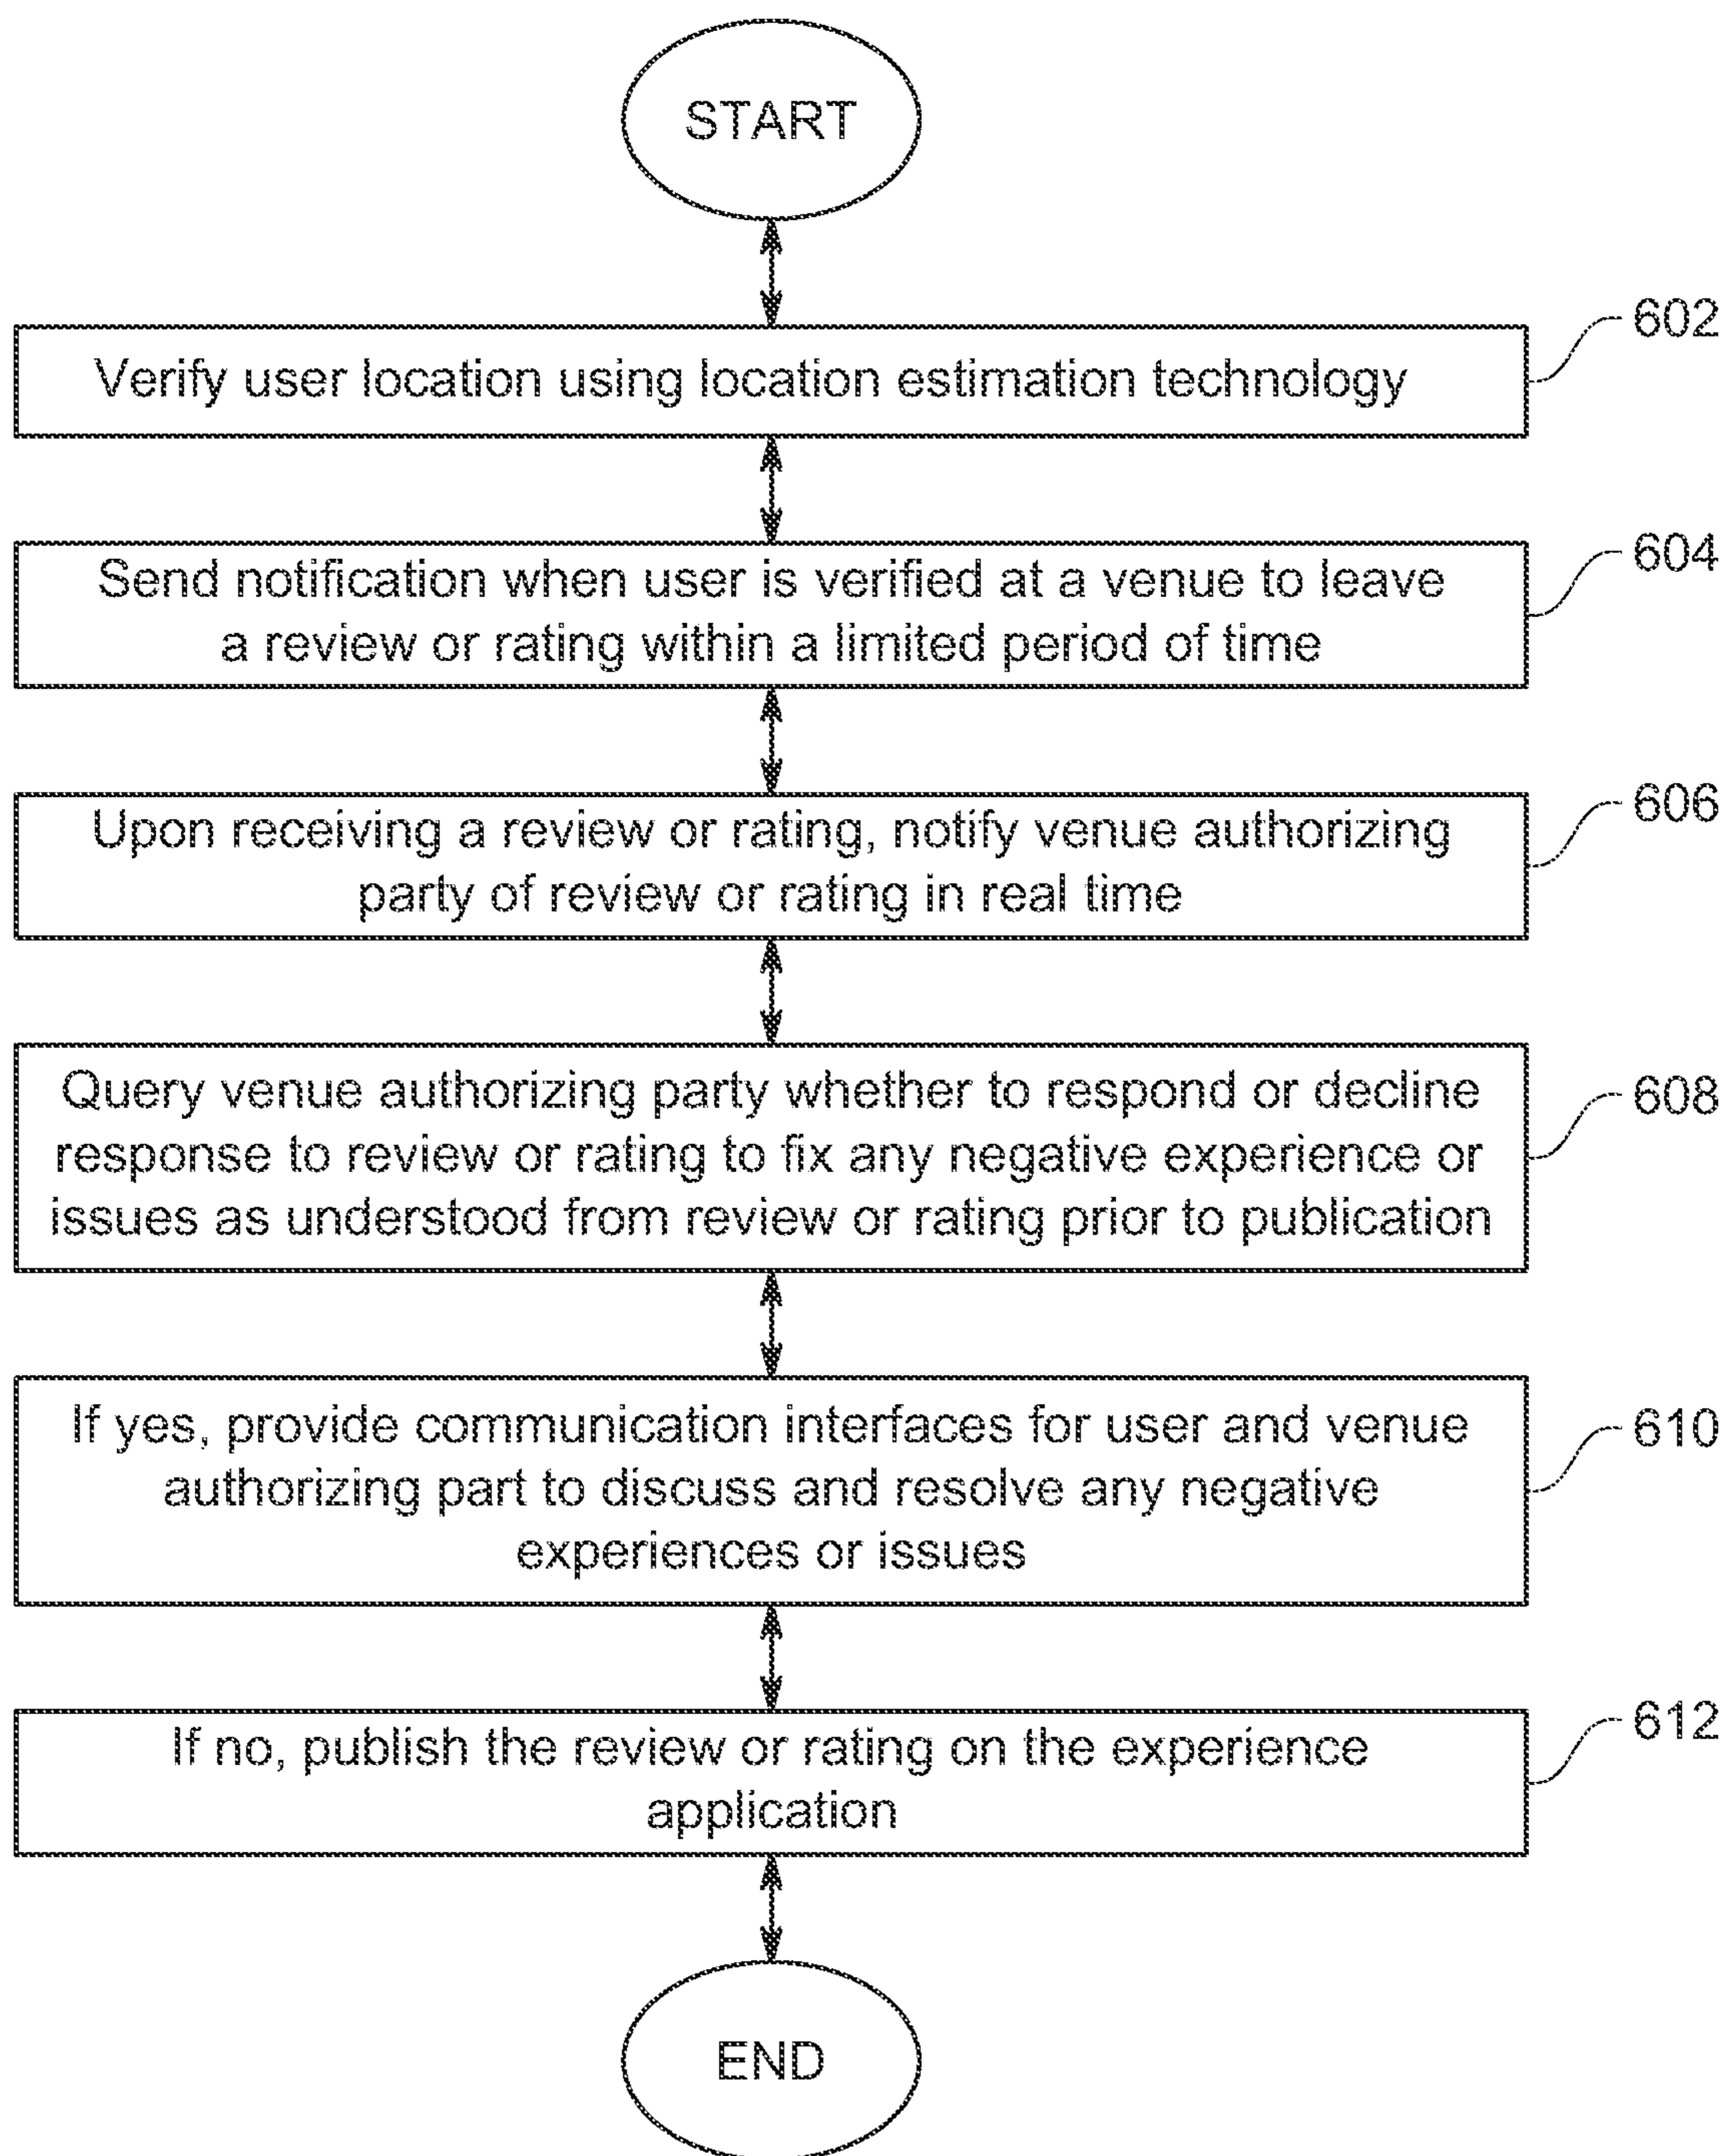 START
602
Verify user location using location estimation technology
604
Send notification when user is verified at a venue to leave
a review or rating within a limited period of time
606
Upon receiving a review or rating, notify venue authorizing
party of review or rating in real time
608
Query venue authorizing party whether to respond or decline
response to review or rating to fix any negative experience or
issues as understood from review or rating prior to publication
610
If yes, provide communication interfaces for user and venue
authorizing part to discuss and resolve any negative
experiences or issues
612
If no, publish the review or rating on the experience
application
END